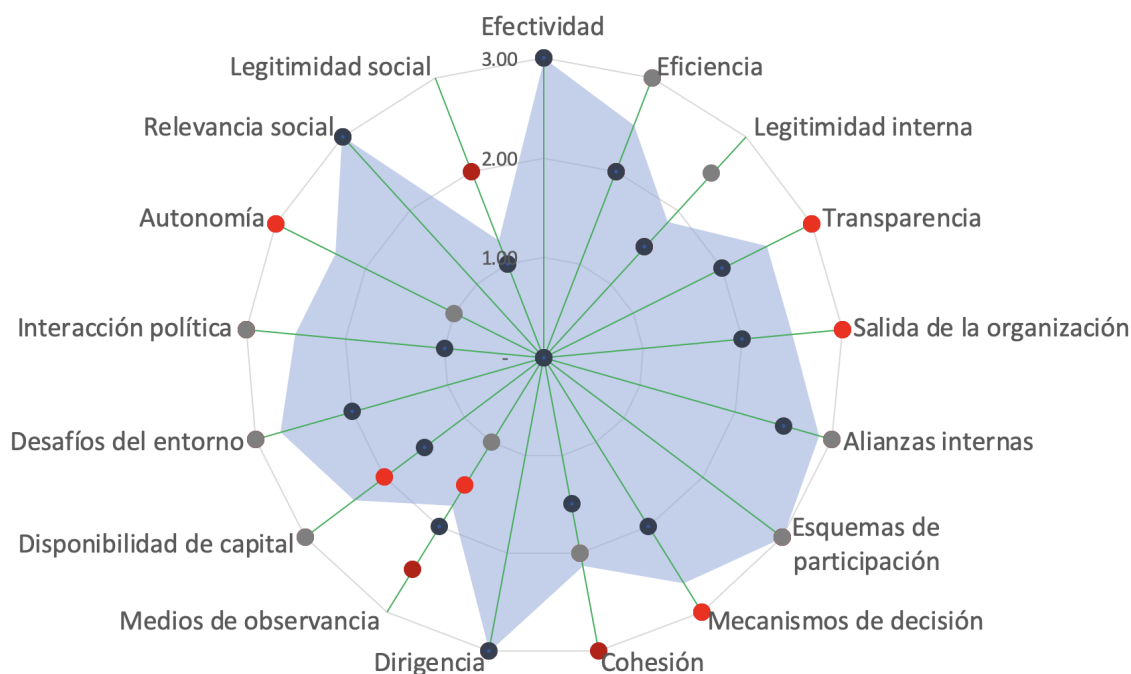 Efectividad
3.00
Legitimidad social
Eficiencia
Relevancia social
Legitimidad interna
2.00
Autonomía
Transparencia
1.00
Interacción política
Salida de la organización
-
Desafíos del entorno
Alianzas internas
Disponibilidad de capital
Esquemas de
participación
Medios de observancia
Mecanismos de decisión
Dirigencia
Cohesión